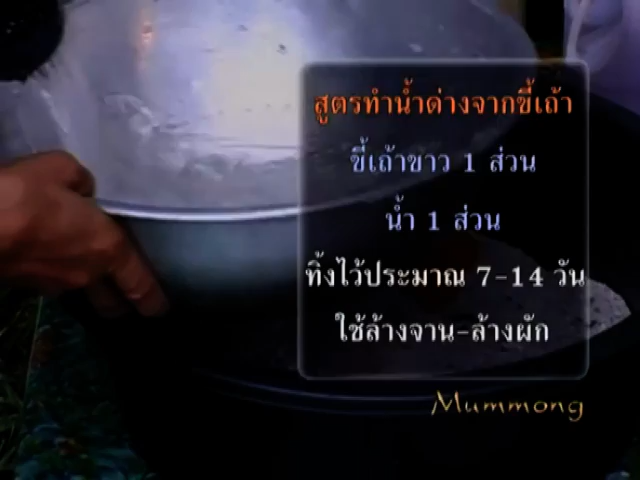 สูตรทำน้ำด่างจากขี้เถ้า
ขี้เถ้าขาว 1 ส่วน
น้ำ 1 ส่วน
ทิ้งไว้ประมาณ 7-14 วัน
ใช้ล้างจาน-ล้างผัก
Mummong